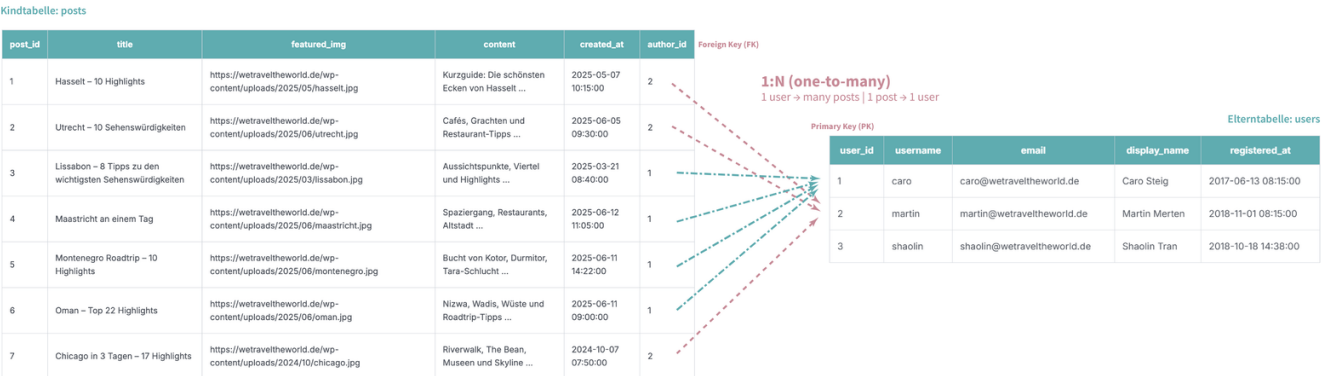 Kindtabelle: posts
post_id title featured_img content created_at author_id Foreign Key (FK)
1 Hasselt – 10 Highlights https://wetraveltheworld.de/wp-content/uploads/2025/05/hasselt.jpg Kurzguide: Die schönsten Ecken von Hasselt ... 2025-05-07 10:15:00 2
2 Utrecht – 10 Sehenswürdigkeiten https://wetraveltheworld.de/wp-content/uploads/2025/06/utrecht.jpg Cafés, Grachten und Restaurant-Tipps ... 2025-06-05 09:30:00 2
3 Lissabon – 8 Tipps zu den wichtigsten Sehenswürdigkeiten https://wetraveltheworld.de/wp-content/uploads/2025/03/lissabon.jpg Aussichtspunkte, Viertel und Highlights ... 2025-03-21 08:40:00 1
4 Maastricht an einem Tag https://wetraveltheworld.de/wp-content/uploads/2025/06/maastricht.jpg Spaziergang, Restaurants, Altstadt ... 2025-06-12 11:05:00 1
5 Montenegro Roadtrip – 10 Highlights https://wetraveltheworld.de/wp-content/uploads/2025/06/montenegro.jpg Bucht von Kotor, Durmitor, Tara-Schlucht ... 2025-06-11 14:22:00 1
6 Oman – Top 22 Highlights https://wetraveltheworld.de/wp-content/uploads/2025/06/oman.jpg Nizwa, Wadis, Wüste und Roadtrip-Tipps ... 2025-06-11 09:00:00 1
7 Chicago in 3 Tagen – 17 Highlights https://wetraveltheworld.de/wp-content/uploads/2024/10/chicago.jpg Riverwalk, The Bean, Museen und Skyline ... 2024-10-07 07:50:00 2
1:N (one-to-many)
1 user → many posts | 1 post → 1 user
Elterntabelle: users
Primary Key (PK)
user_id username email display_name registered_at
1 caro caro@wetraveltheworld.de Caro Steig 2017-06-13 08:15:00
2 martin martin@wetraveltheworld.de Martin Merten 2018-11-01 08:15:00
3 shaolin shaolin@wetraveltheworld.de Shaolin Tran 2018-10-18 14:38:00